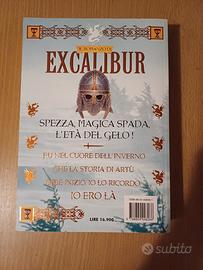 IL ROMANZO DI
EXCALIBUR
SPEZZA, MAGICA SPADA,
L'ETÀ DEL GELO!
FU NEL CUORE DELL'INVERNO
CHE LA STORIA DI ARTÙ
EBBE INIZIO. IO LO RICORDO.
IO ERO LÀ
LIRE 16.900
subito